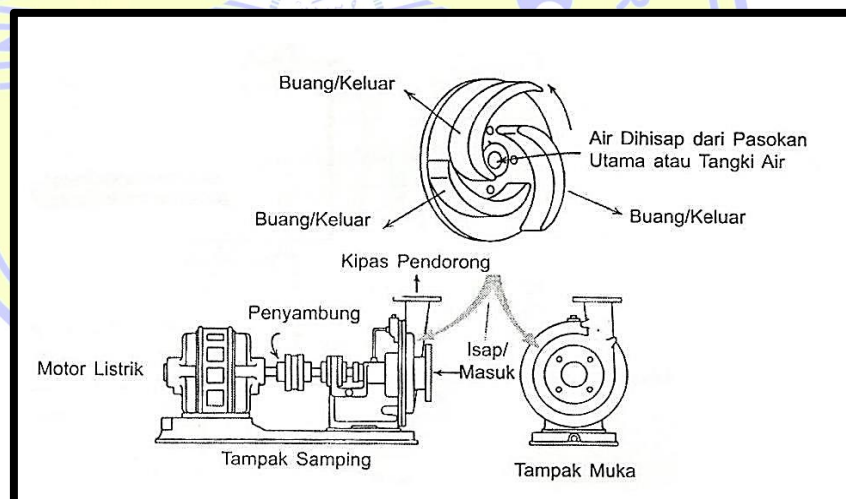 Buang/Keluar
Air Dihisap dari Pasokan
Utama atau Tangki Air
Buang/Keluar
Buang/Keluar
Kipas Pendorong
Penyambung
Isap/
Masuk
Motor Listrik
Tampak Samping
Tampak Muka